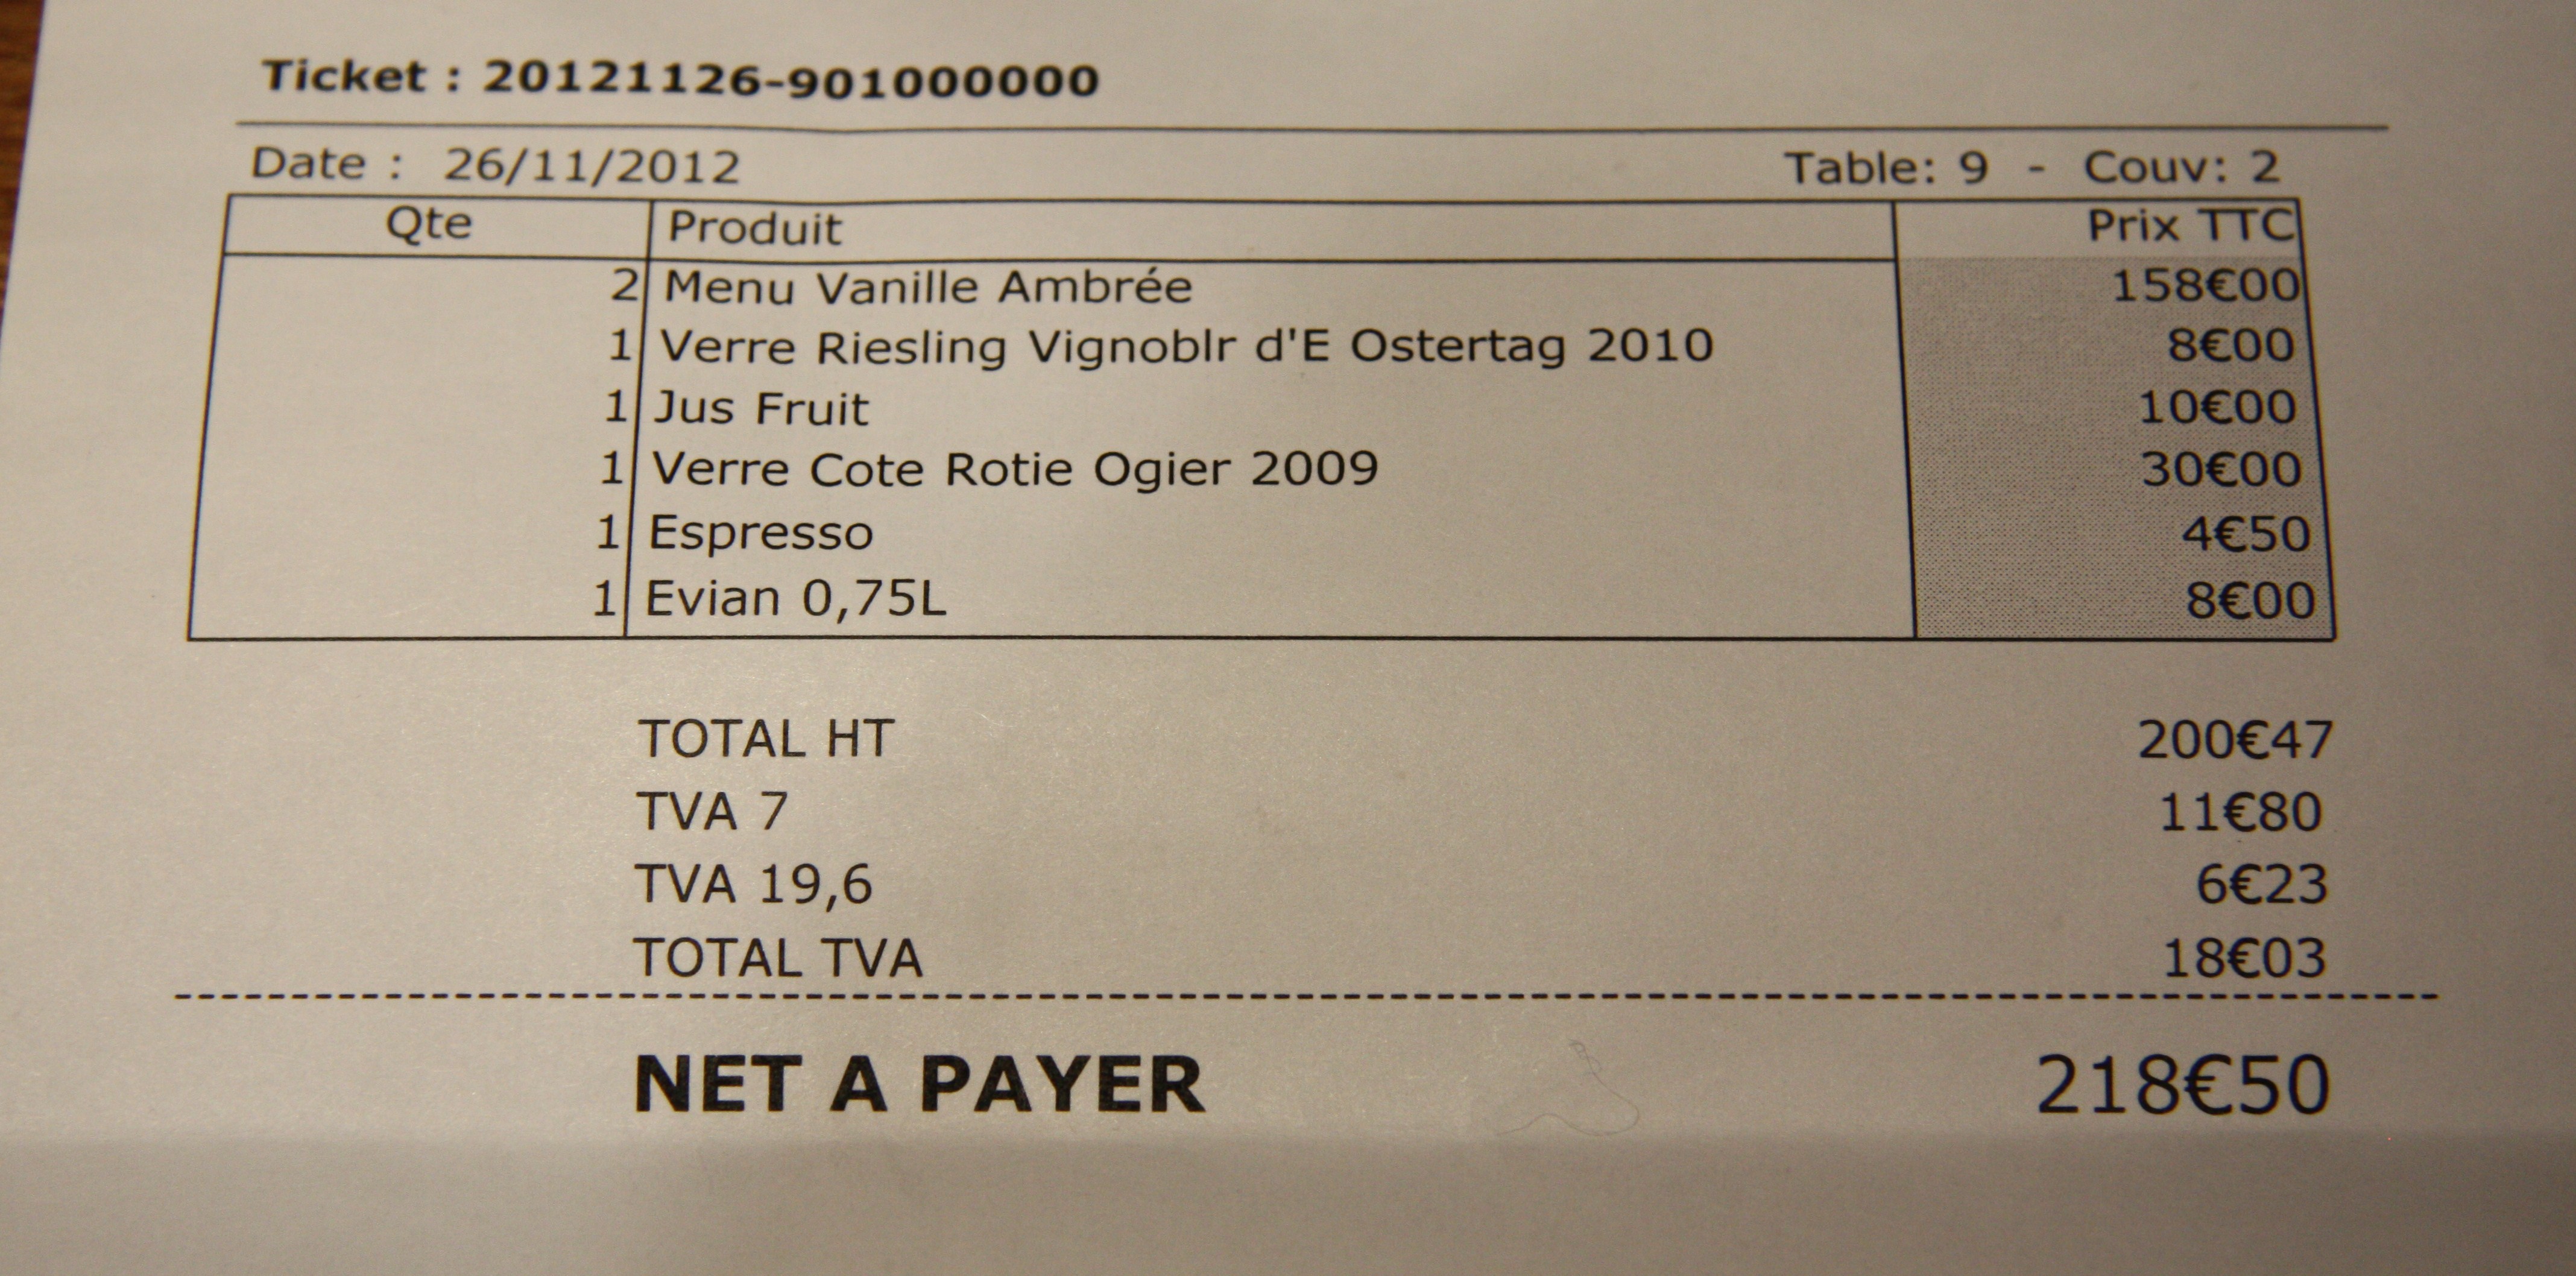 Ticket : 20121126-901000000
Date : 26/11/2012 Table: 9 - Couv: 2
Qte Produit Prix TTC
2 Menu Vanille Ambrée 158€00
1 Verre Riesling Vignoblr d'E Ostertag 2010 8€00
1 Jus Fruit 10€00
1 Verre Cote Rotie Ogier 2009 30€00
1 Espresso 4€50
1 Evian 0,75L 8€00
TOTAL HT 200€47
TVA 7 11€80
TVA 19,6 6€23
TOTAL TVA 18€03
NET A PAYER 218€50